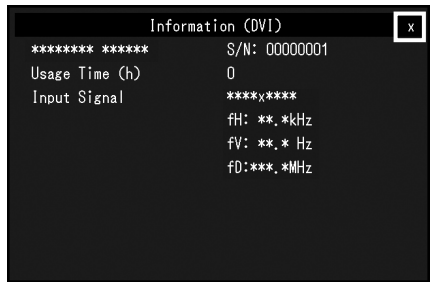 Information (DVI) x
******** ****** S/N: 00000001
Usage Time (h) 0
Input Signal ****x****
fH: **.*kHz
fV: **.* Hz
fD:***.*MHz